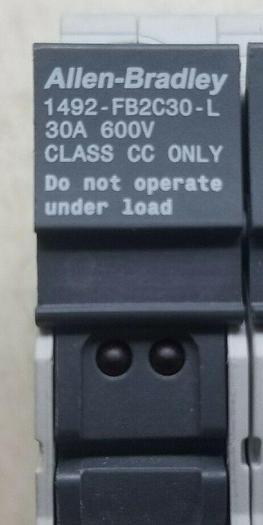 Allen-Bradley
1492-FB2C30-L
30A 600V
CLASS CC ONLY
Do not operate
under load